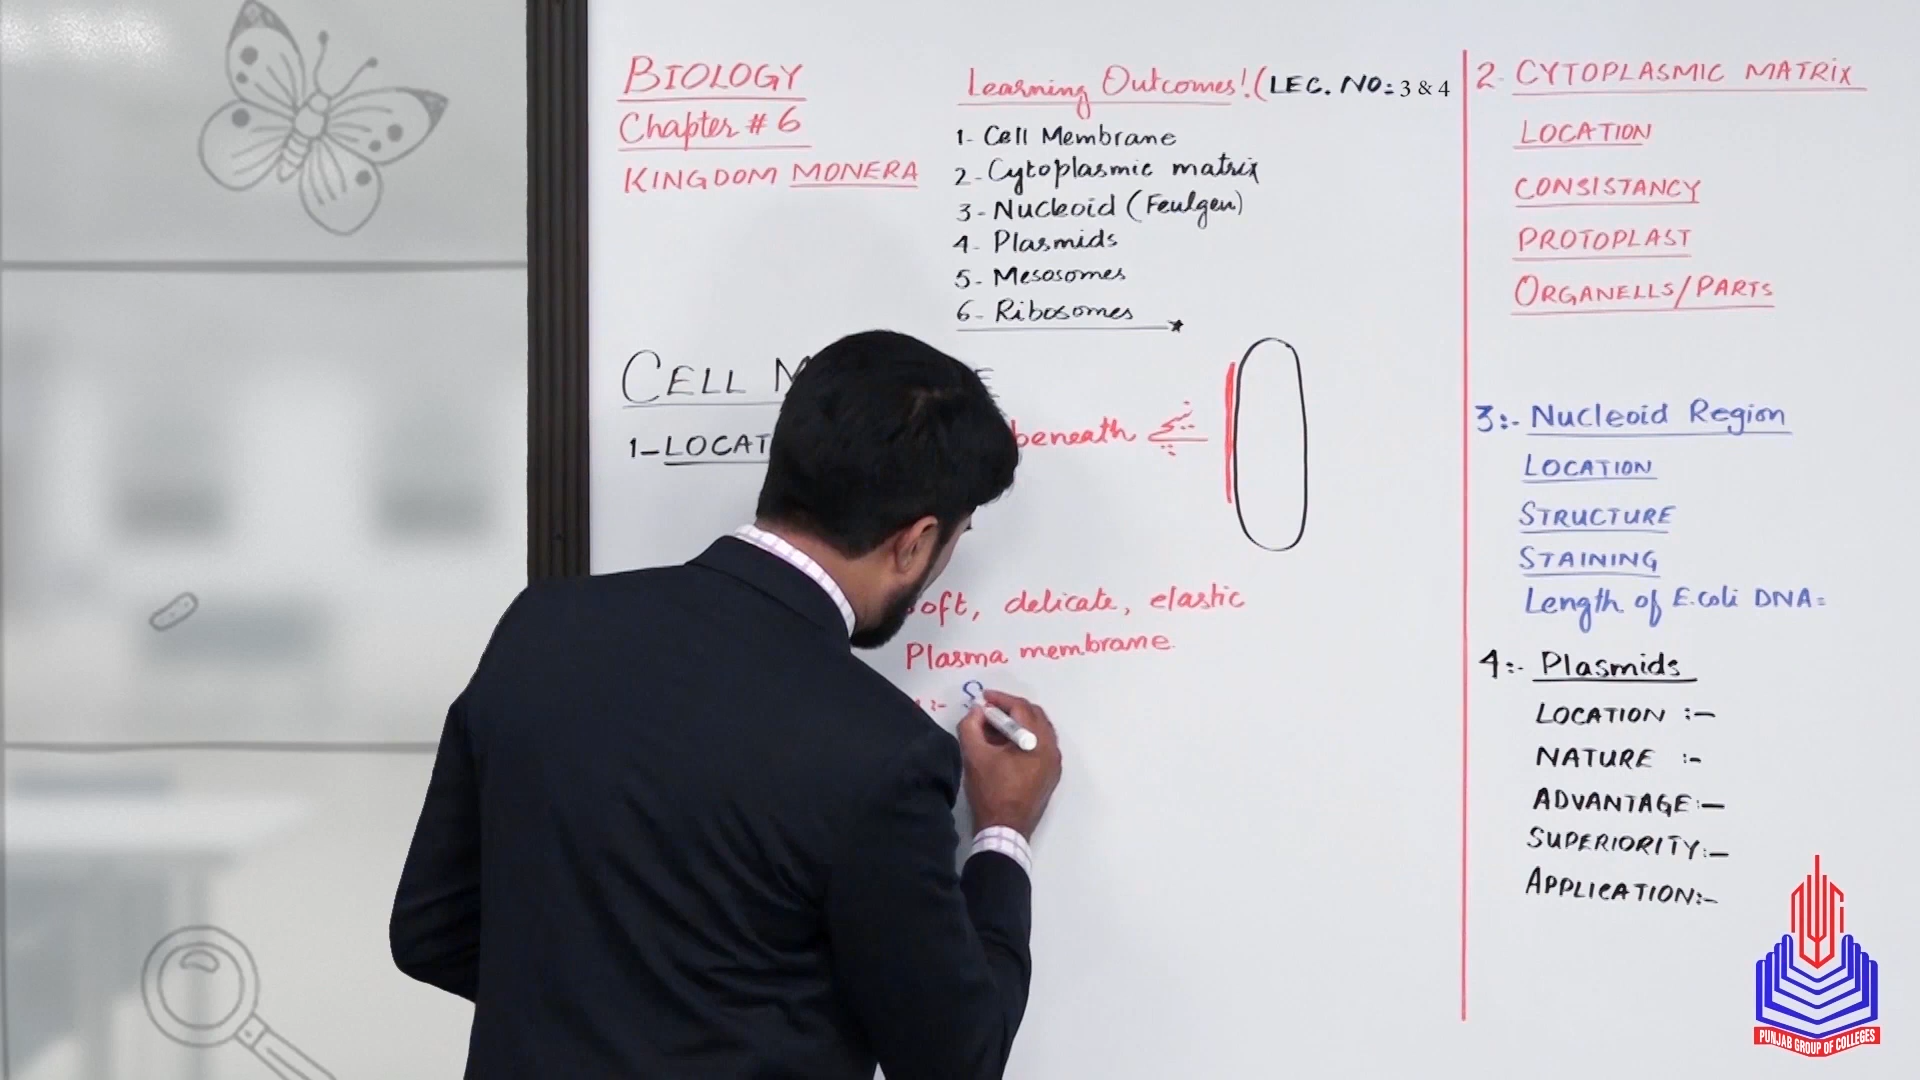 BIOLOGY
Chapter # 6
KINGDOM MONERA
Learning Outcomes! (LEC. NO: 3 & 4
1- Cell Membrane
2- Cytoplasmic matrix
3- Nucleoid (Feulgen)
4- Plasmids
5- Mesosomes
6- Ribosomes
CELL
1-
beneath نیچے
soft, delicate, elastic
Plasma membrane
S
2- CYTOPLASMIC MATRIX
LOCATION
CONSISTANCY
PROTOPLAST
ORGANELLS/PARTS
3:- Nucleoid Region
LOCATION
STRUCTURE
STAINING
Length of E.coli DNA=
4:- Plasmids
LOCATION :-
NATURE :-
ADVANTAGE:-
SUPERIORITY:-
APPLICATION:-
PUNJAB GROUP OF COLLEGES